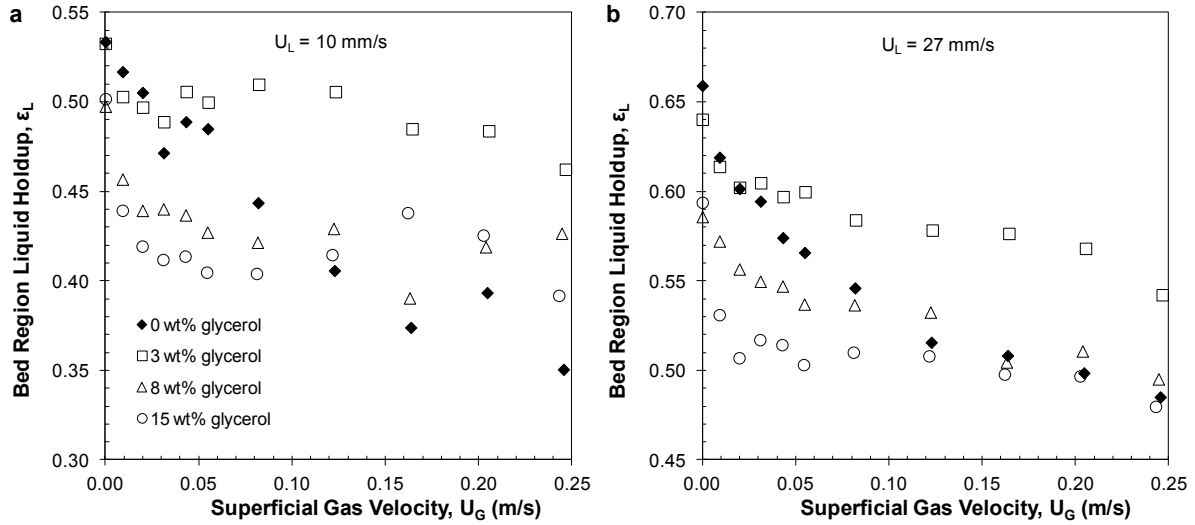 a
U_L = 10 mm/s
Bed Region Liquid Holdup, ε_L
0.55
0.50
0.45
0.40
0.35
0.30
0 wt% glycerol
3 wt% glycerol
8 wt% glycerol
15 wt% glycerol
0.00 0.05 0.10 0.15 0.20 0.25
Superficial Gas Velocity, U_G (m/s)
b
U_L = 27 mm/s
Bed Region Liquid Holdup, ε_L
0.70
0.65
0.60
0.55
0.50
0.45
0.00 0.05 0.10 0.15 0.20 0.25
Superficial Gas Velocity, U_G (m/s)